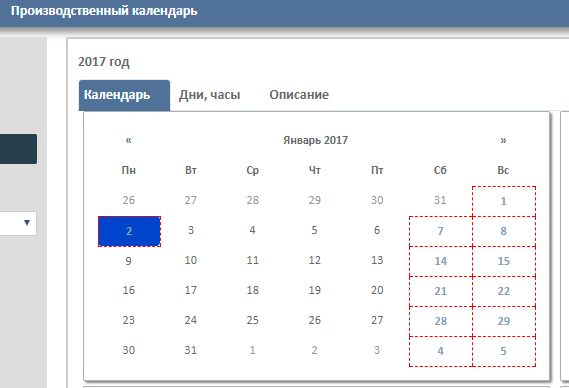 Производственный календарь
2017 год
Календарь Дни, часы Описание
« Январь 2017 »
Пн Вт Ср Чт Пт Сб Вс
26 27 28 29 30 31 1
2 3 4 5 6 7 8
9 10 11 12 13 14 15
16 17 18 19 20 21 22
23 24 25 26 27 28 29
30 31 1 2 3 4 5